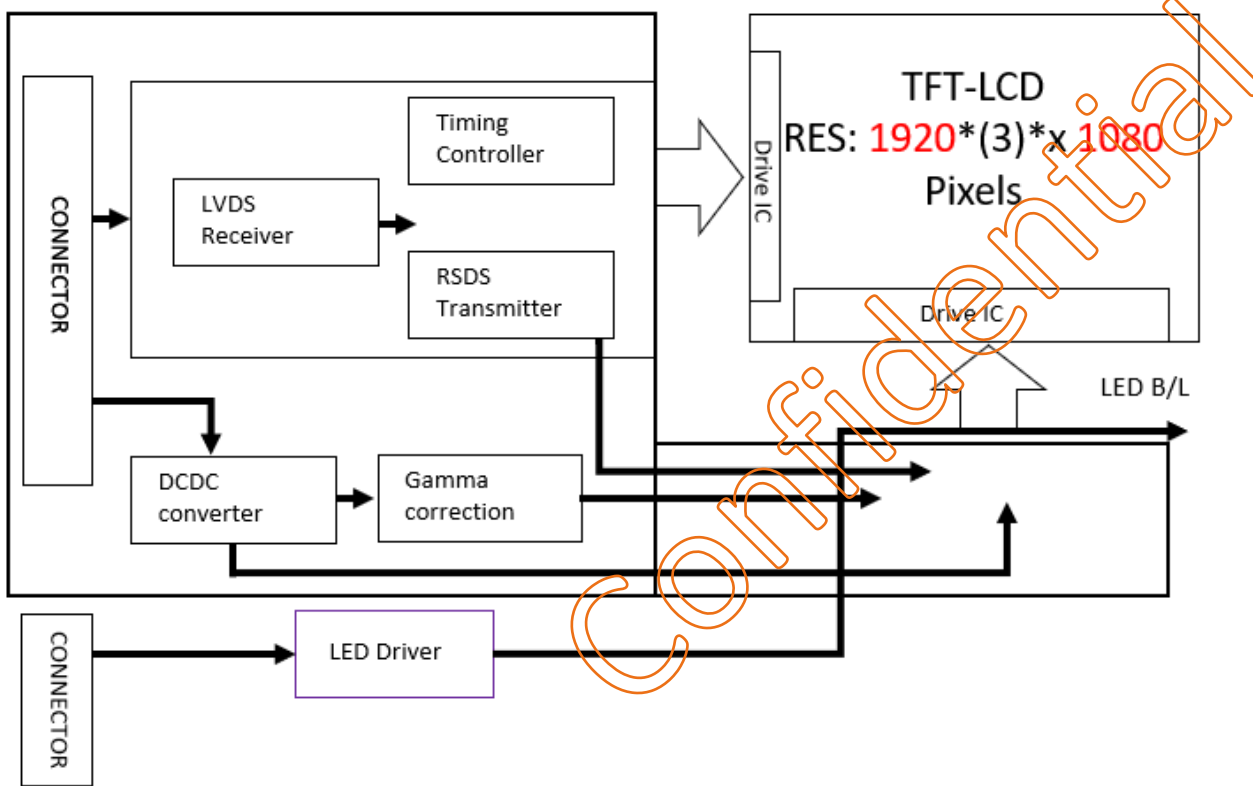 CONNECTOR
LVDS
Receiver
Timing
Controller
RSDS
Transmitter
Drive IC
TFT-LCD
RES: 1920*(3)*x 1080
Pixels
Drive IC
LED B/L
DCDC
converter
Gamma
correction
CONNECTOR
LED Driver
Confidential